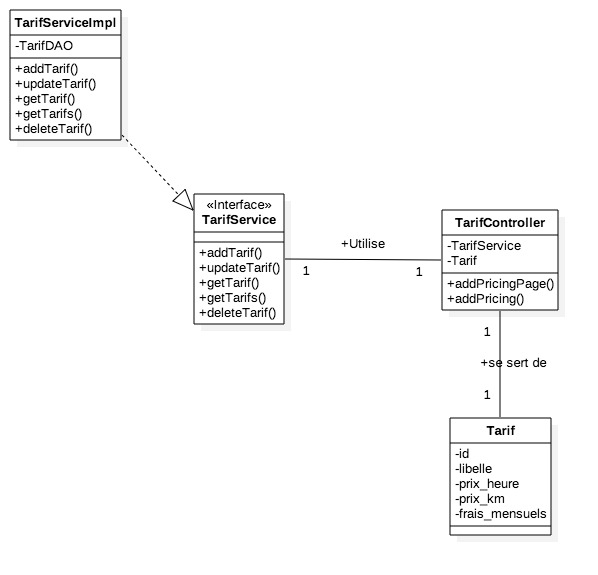 TarifServiceImpl
-TarifDAO
+addTarif()
+updateTarif()
+getTarif()
+getTarifs()
+deleteTarif()
«Interface»
TarifService
+addTarif()
+updateTarif()
+getTarif()
+getTarifs()
+deleteTarif()
+Utilise
1
1
TarifController
-TarifService
-Tarif
+addPricingPage()
+addPricing()
1
+se sert de
1
Tarif
-id
-libelle
-prix_heure
-prix_km
-frais_mensuels